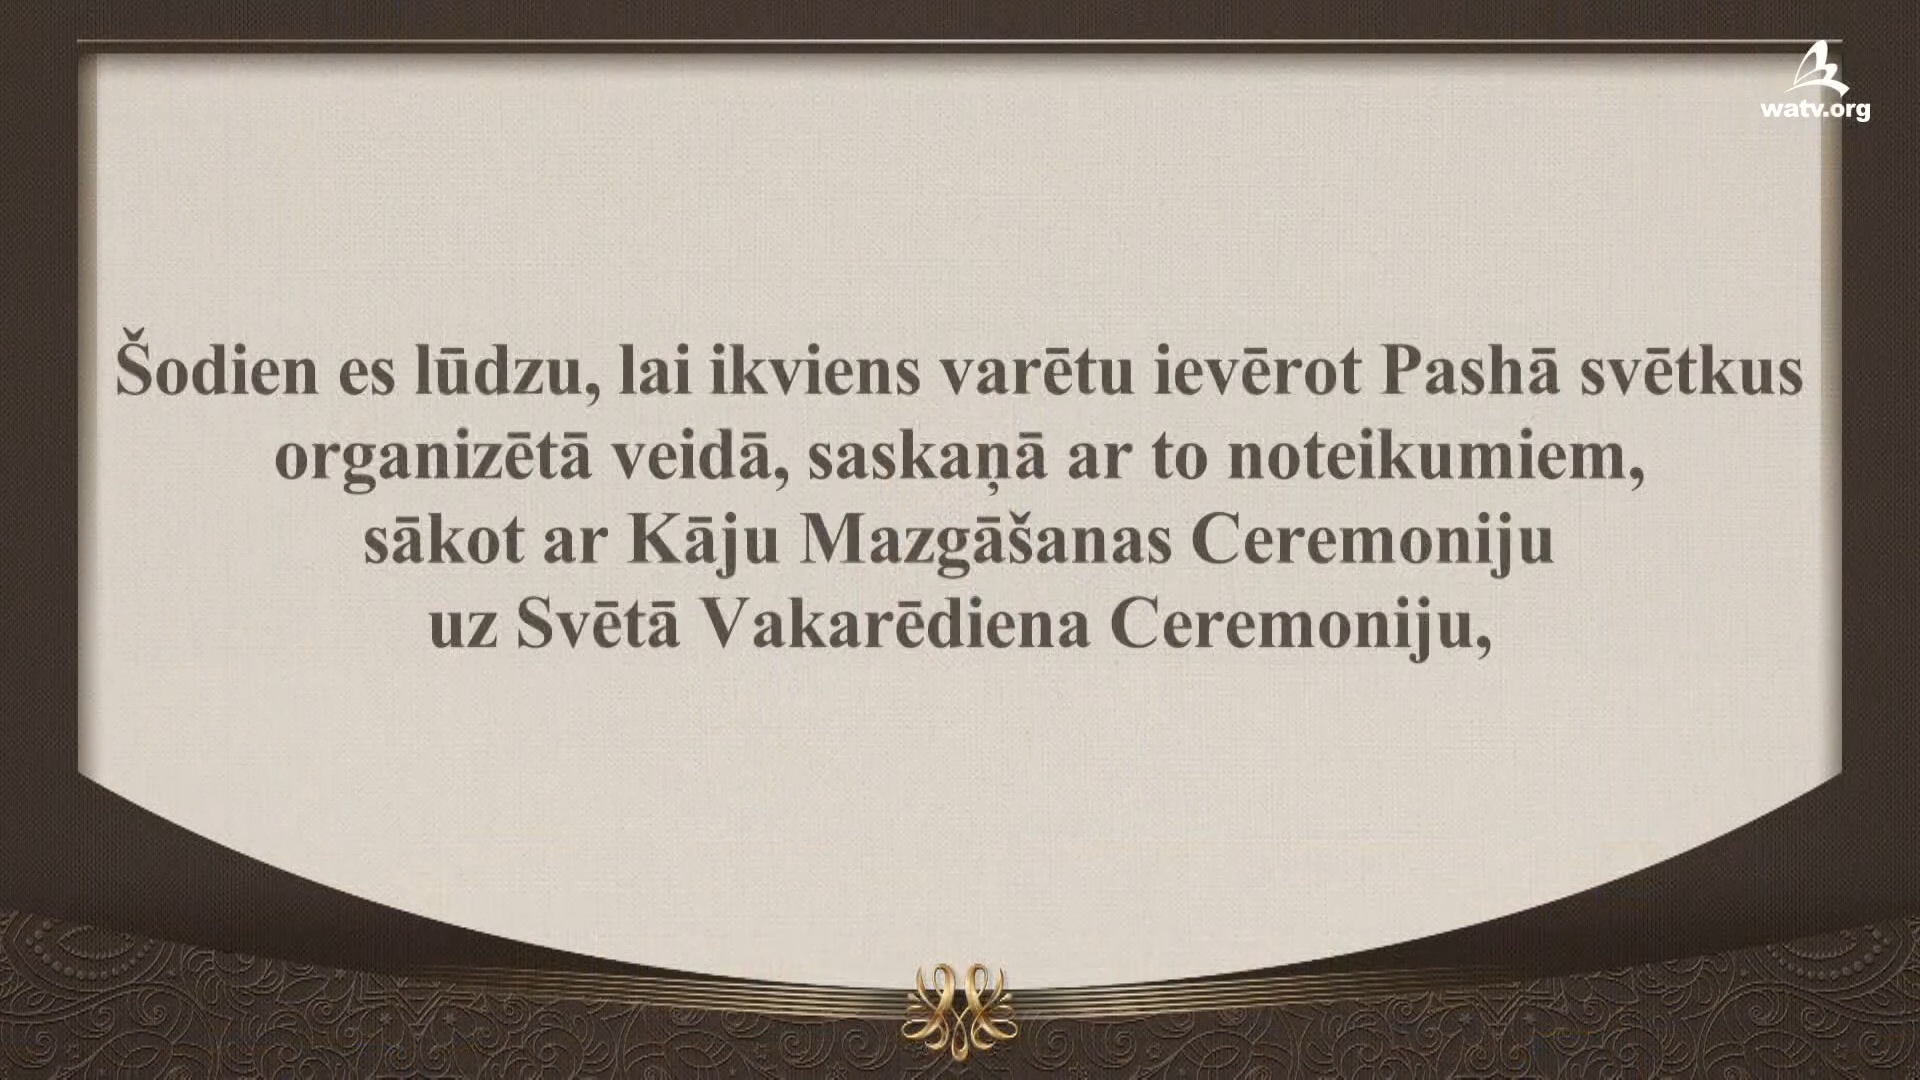 watv.org
Šodien es lūdzu, lai ikviens varētu ievērot Pashā svētkus
organizētā veidā, saskaņā ar to noteikumiem,
sākot ar Kāju Mazgāšanas Ceremoniju
uz Svētā Vakarēdiena Ceremoniju,